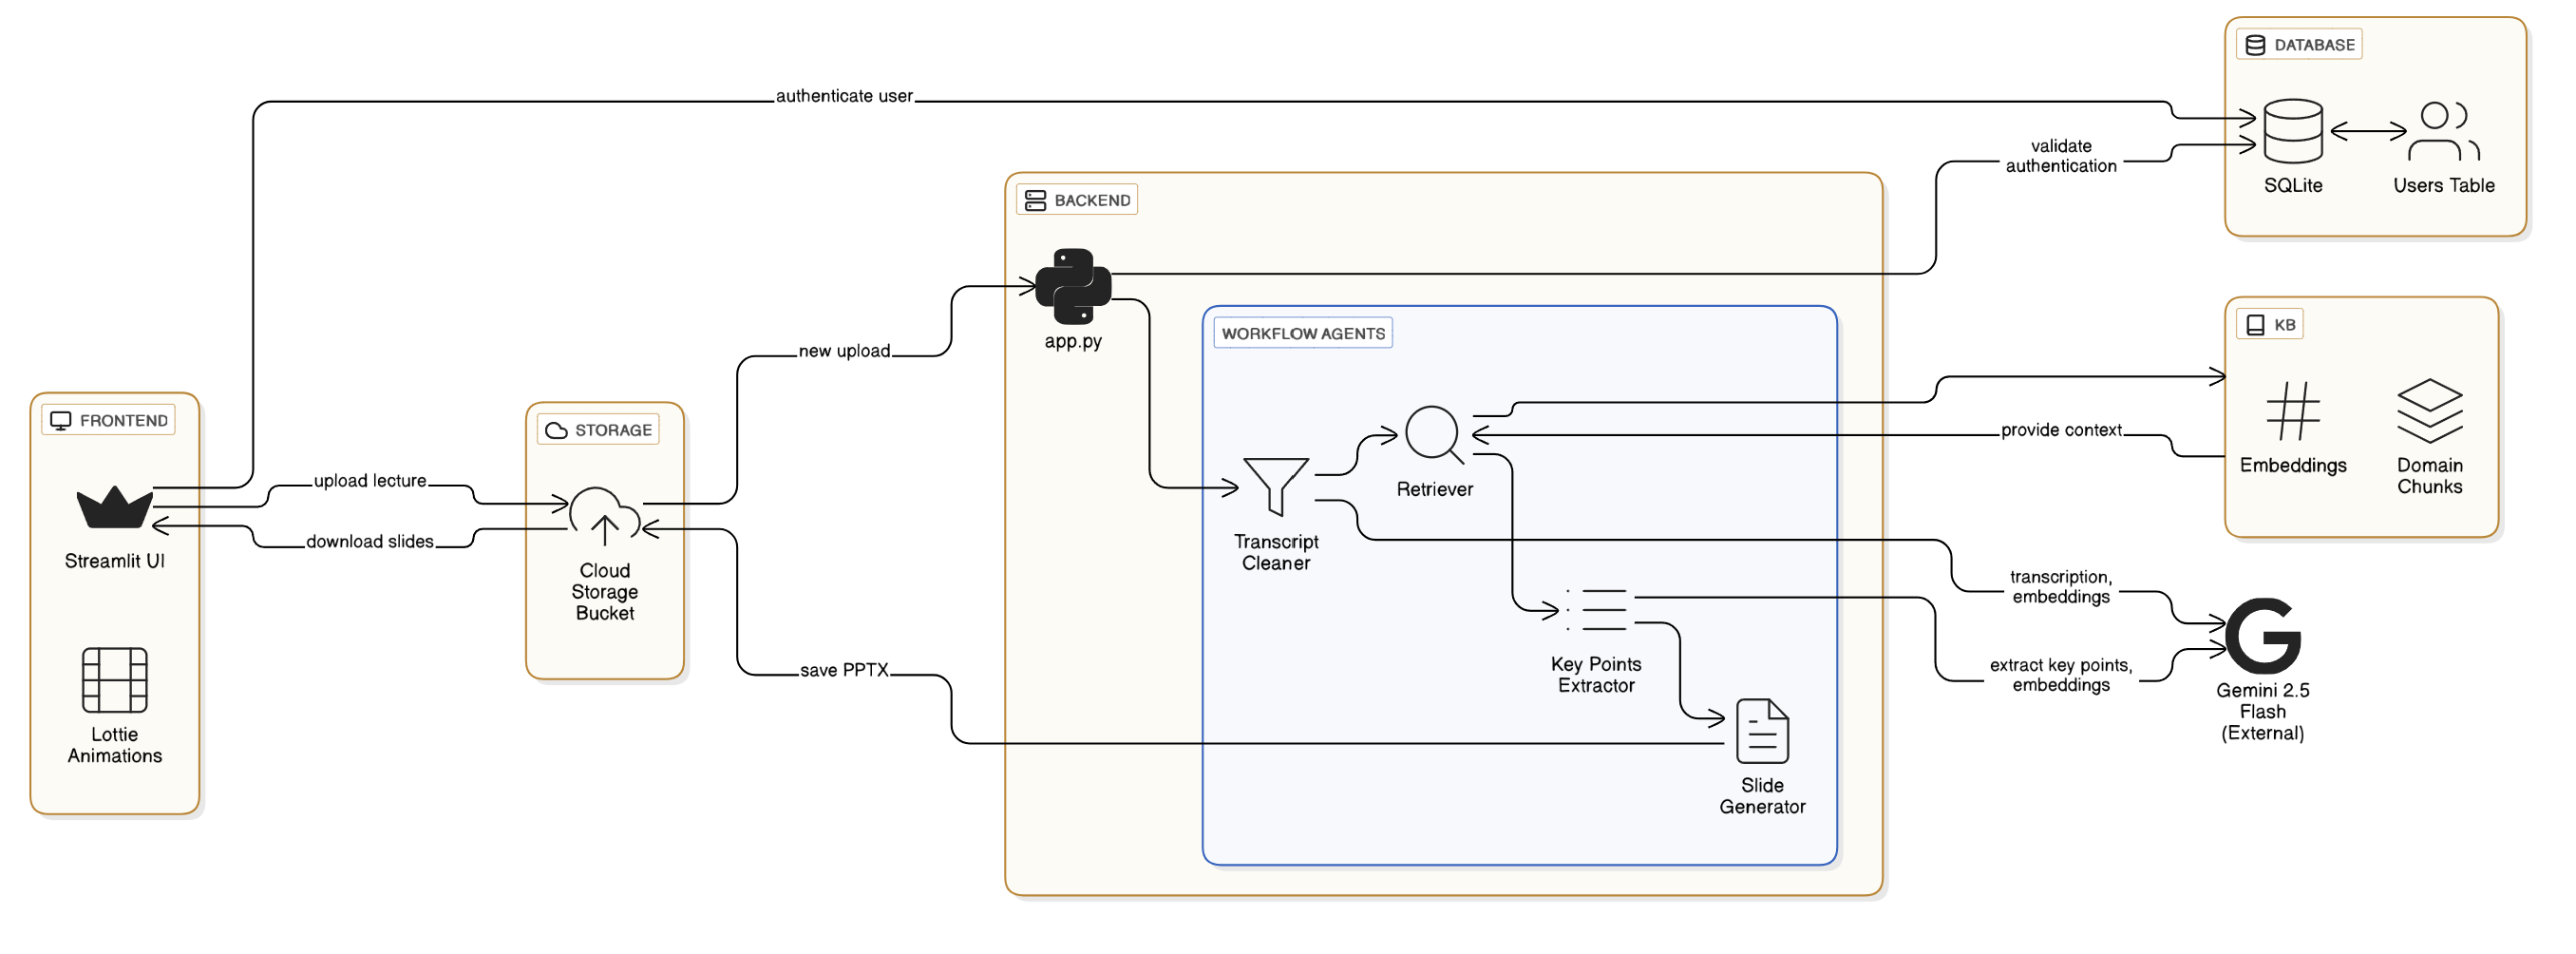 DATABASE
authenticate user
validate
authentication
SQLite
Users Table
BACKEND
app.py
WORKFLOW AGENTS
new upload
KB
FRONTEND
STORAGE
provide context
Embeddings
Domain
Chunks
upload lecture
Retriever
download slides
Streamlit UI
Cloud
Storage
Bucket
Transcript
Cleaner
transcription,
embeddings
save PPTX
Key Points
Extractor
extract key points,
embeddings
Gemini 2.5
Flash
(External)
Lottie
Animations
Slide
Generator